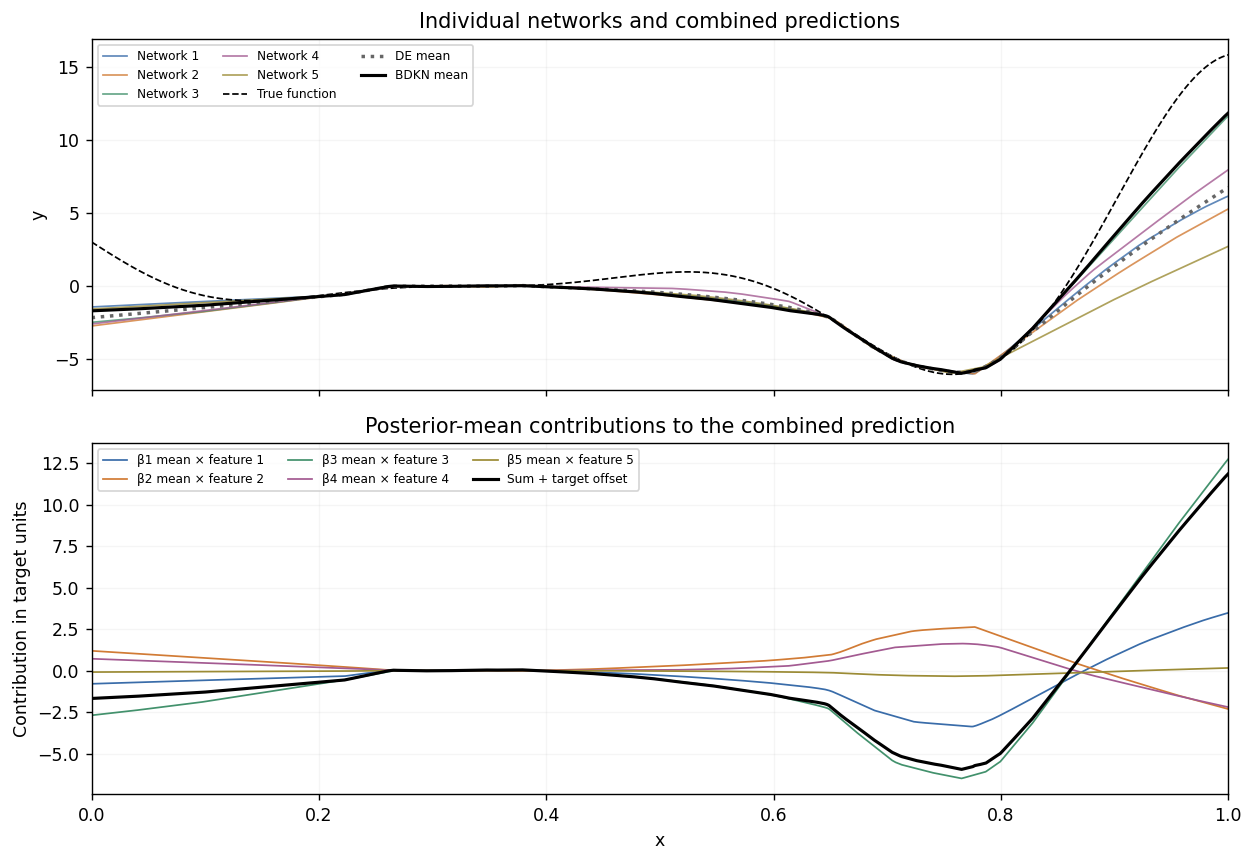 Individual networks and combined predictions
Network 1
Network 2
Network 3
Network 4
Network 5
True function
DE mean
BDKN mean
y
15
10
5
0
−5
Posterior-mean contributions to the combined prediction
β1 mean × feature 1
β2 mean × feature 2
β3 mean × feature 3
β4 mean × feature 4
β5 mean × feature 5
Sum + target offset
Contribution in target units
12.5
10.0
7.5
5.0
2.5
0.0
−2.5
−5.0
0.0
0.2
0.4
0.6
0.8
1.0
x